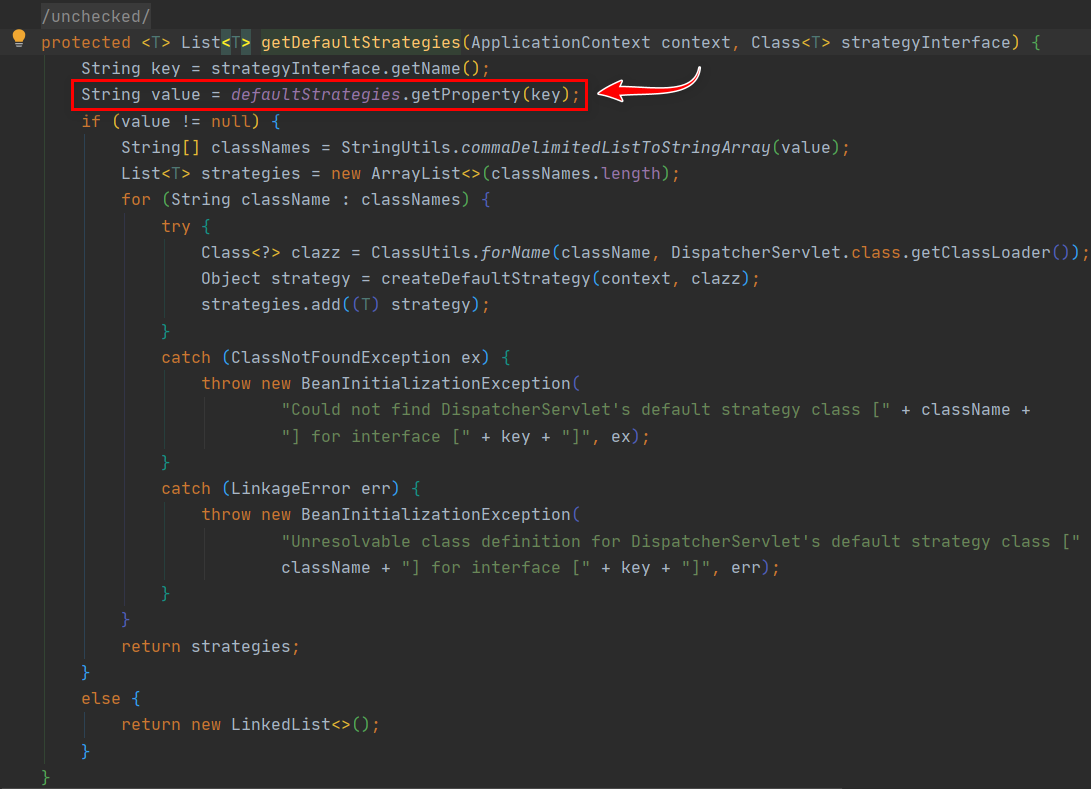 /unchecked/
protected <T> List<T> getDefaultStrategies(ApplicationContext context, Class<T> strategyInterface) {
    String key = strategyInterface.getName();
    String value = defaultStrategies.getProperty(key);
    if (value != null) {
        String[] classNames = StringUtils.commaDelimitedListToStringArray(value);
        List<T> strategies = new ArrayList<>(classNames.length);
        for (String className : classNames) {
            try {
                Class<?> clazz = ClassUtils.forName(className, DispatcherServlet.class.getClassLoader());
                Object strategy = createDefaultStrategy(context, clazz);
                strategies.add((T) strategy);
            }
            catch (ClassNotFoundException ex) {
                throw new BeanInitializationException(
                        "Could not find DispatcherServlet's default strategy class [" + className +
                        "] for interface [" + key + "]", ex);
            }
            catch (LinkageError err) {
                throw new BeanInitializationException(
                        "Unresolvable class definition for DispatcherServlet's default strategy class ["
                        className + "] for interface [" + key + "]", err);
            }
        }
        return strategies;
    }
    else {
        return new LinkedList<>();
    }
}